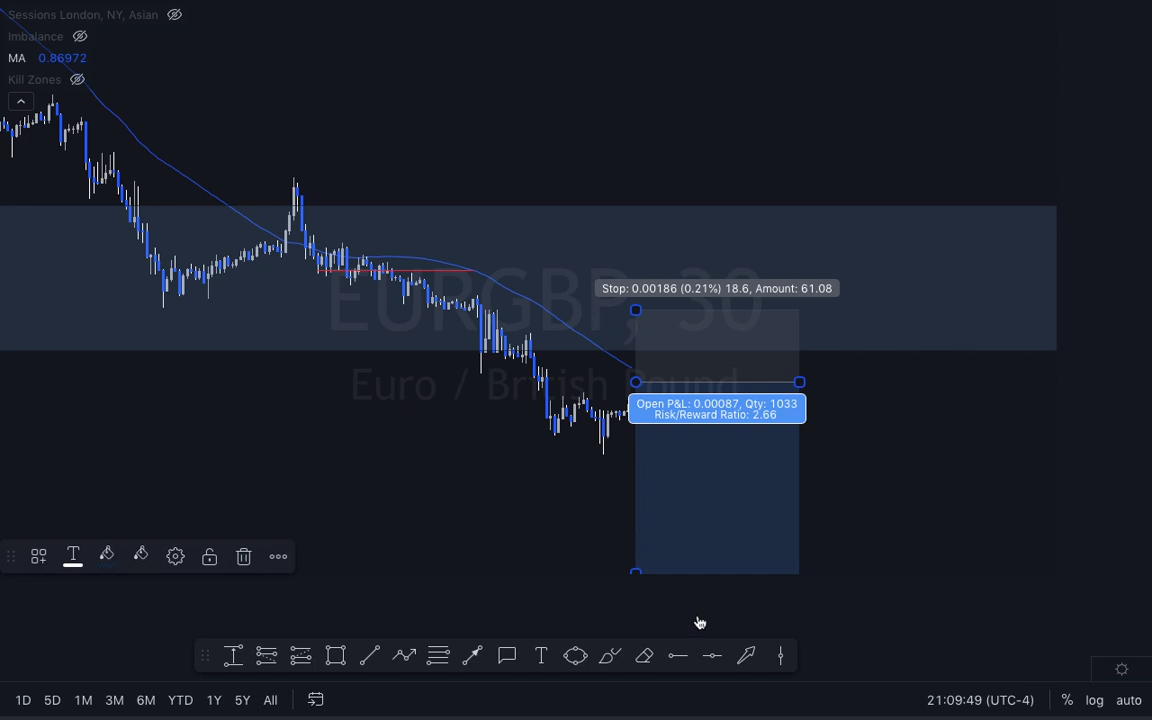 Sessions London, NY, Asian
Imbalance
MA 0.86972
Kill Zones
EURGBP, 30
Euro / British Pound
Stop: 0.00186 (0.21%) 18.6, Amount: 61.08
Open P&L: 0.00087, Qty: 1033
Risk/Reward Ratio: 2.66
1D 5D 1M 3M 6M YTD 1Y 5Y All
21:09:49 (UTC-4) % log auto